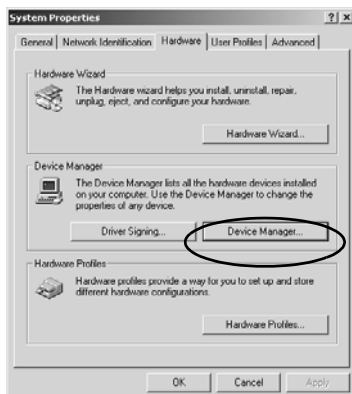 System Properties
General Network Identification Hardware User Profiles Advanced
Hardware Wizard
The Hardware wizard helps you install, uninstall, repair,
unplug, eject, and configure your hardware.
Hardware Wizard...
Device Manager
The Device Manager lists all the hardware devices installed
on your computer. Use the Device Manager to change the
properties of any device.
Driver Signing... Device Manager...
Hardware Profiles
Hardware profiles provide a way for you to set up and store
different hardware configurations.
Hardware Profiles...
OK Cancel Apply